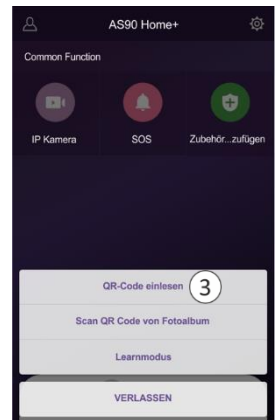 AS90 Home+
Common Function
IP Kamera
SOS
Zubehör...zufügen
QR-Code einlesen
3
Scan QR Code von Fotoalbum
Learnmodus
VERLASSEN